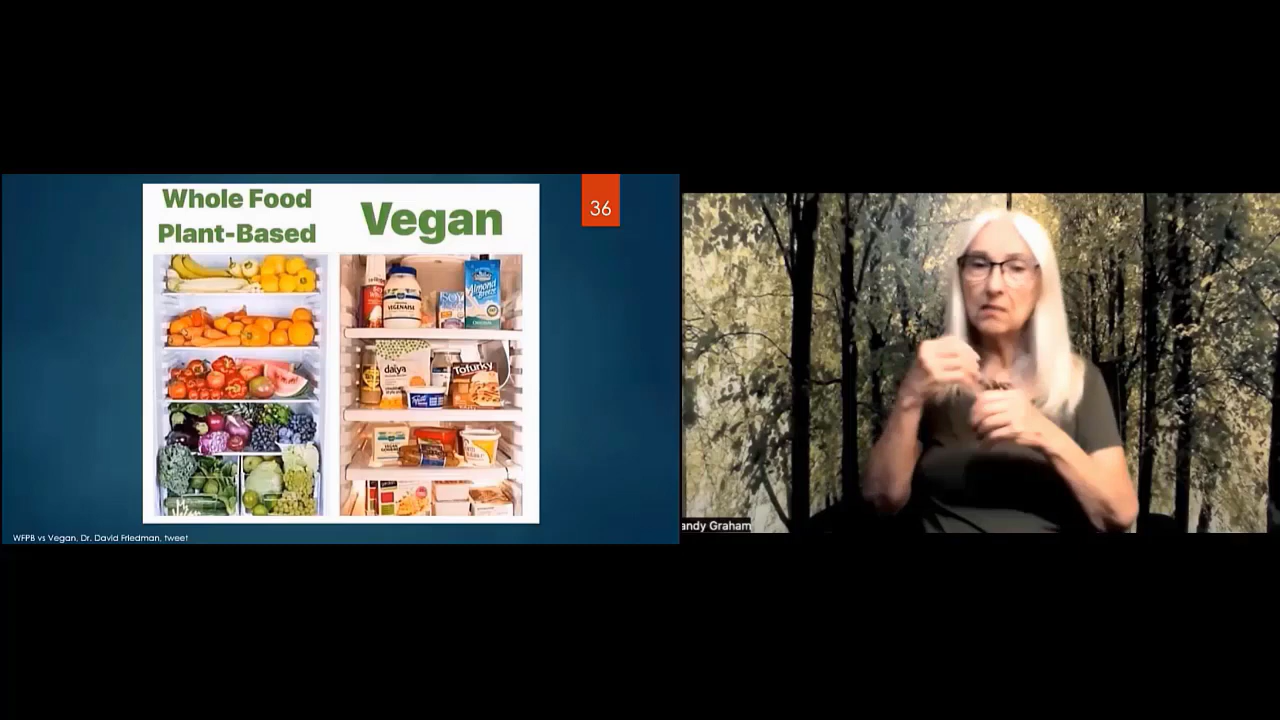 Whole Food
Plant-Based
Vegan
36
VEGENAISE
SOY
Almond
Breeze
daiya
Tofurky
WFPB vs Vegan, Dr. David Friedman, tweet
andy Graham